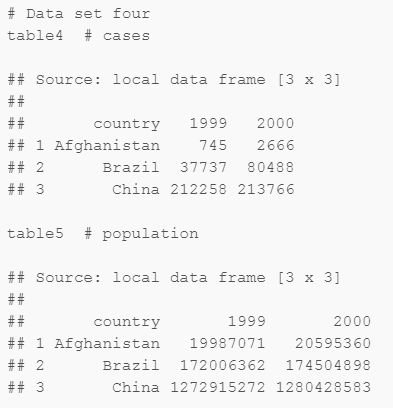 # Data set four
table4  # cases

## Source: local data frame [3 x 3]
##
##       country   1999   2000
## 1 Afghanistan    745   2666
## 2      Brazil  37737  80488
## 3       China 212258 213766

table5  # population

## Source: local data frame [3 x 3]
##
##       country       1999       2000
## 1 Afghanistan   19987071   20595360
## 2      Brazil  172006362  174504898
## 3       China 1272915272 1280428583